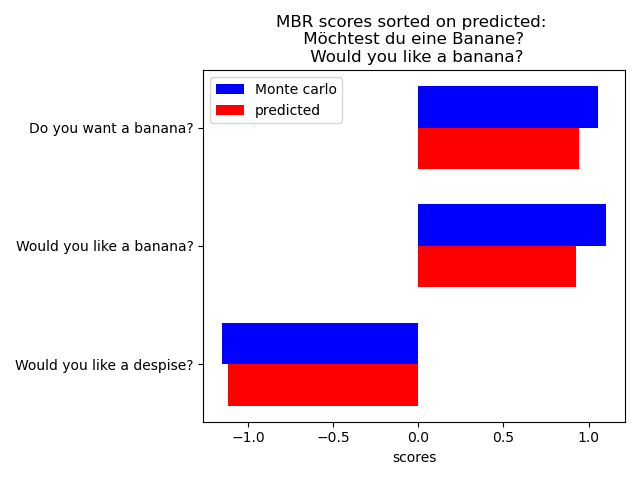 MBR scores sorted on predicted:
Möchtest du eine Banane?
Would you like a banana?
Monte carlo
predicted
Do you want a banana?
Would you like a banana?
Would you like a despise?
−1.0 −0.5 0.0 0.5 1.0
scores